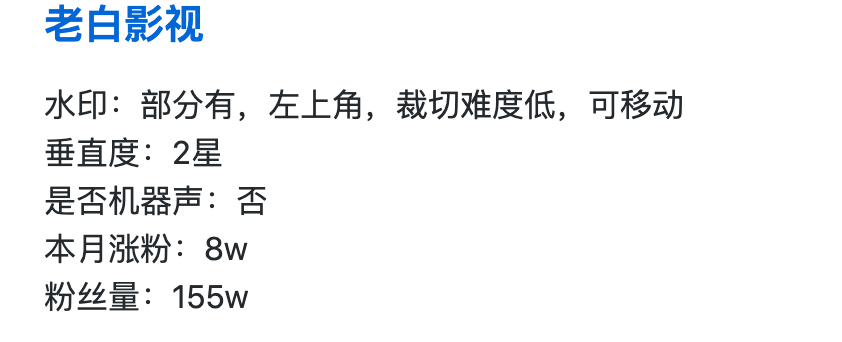 老白影视
水印：部分有，左上角，裁切难度低，可移动
垂直度：2星
是否机器声：否
本月涨粉：8w
粉丝量：155w